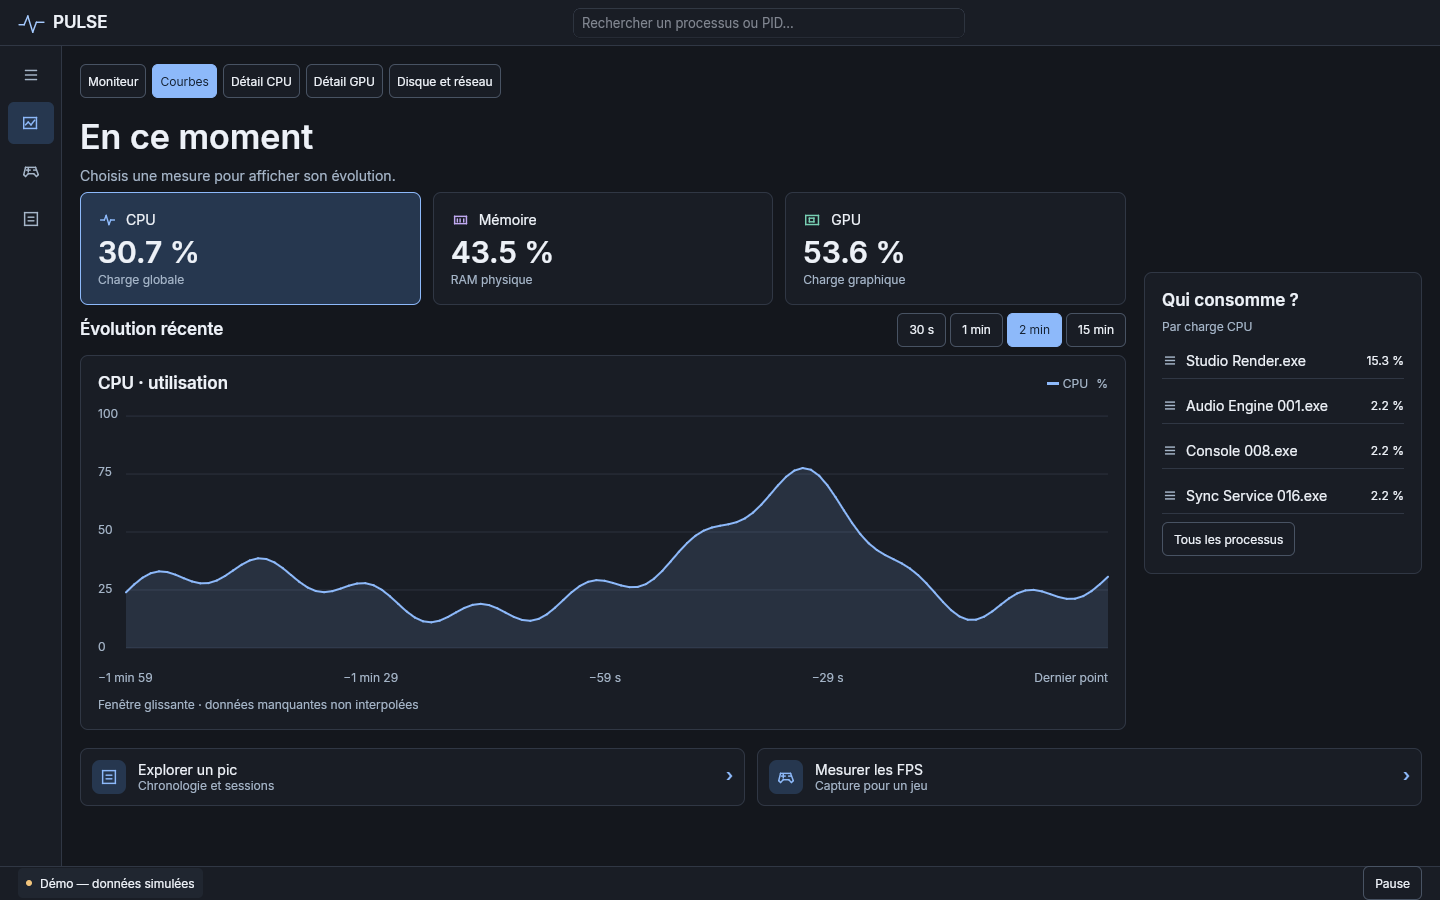 PULSE
Rechercher un processus ou PID...
Moniteur
Courbes
Détail CPU
Détail GPU
Disque et réseau
En ce moment
Choisis une mesure pour afficher son évolution.
CPU
30.7 %
Charge globale
Mémoire
43.5 %
RAM physique
GPU
53.6 %
Charge graphique
Évolution récente
30 s
1 min
2 min
15 min
CPU · utilisation
CPU %
100
75
50
25
0
−1 min 59
−1 min 29
−59 s
−29 s
Dernier point
Fenêtre glissante · données manquantes non interpolées
Qui consomme ?
Par charge CPU
Studio Render.exe 15.3 %
Audio Engine 001.exe 2.2 %
Console 008.exe 2.2 %
Sync Service 016.exe 2.2 %
Tous les processus
Explorer un pic
Chronologie et sessions
Mesurer les FPS
Capture pour un jeu
Démo — données simulées
Pause